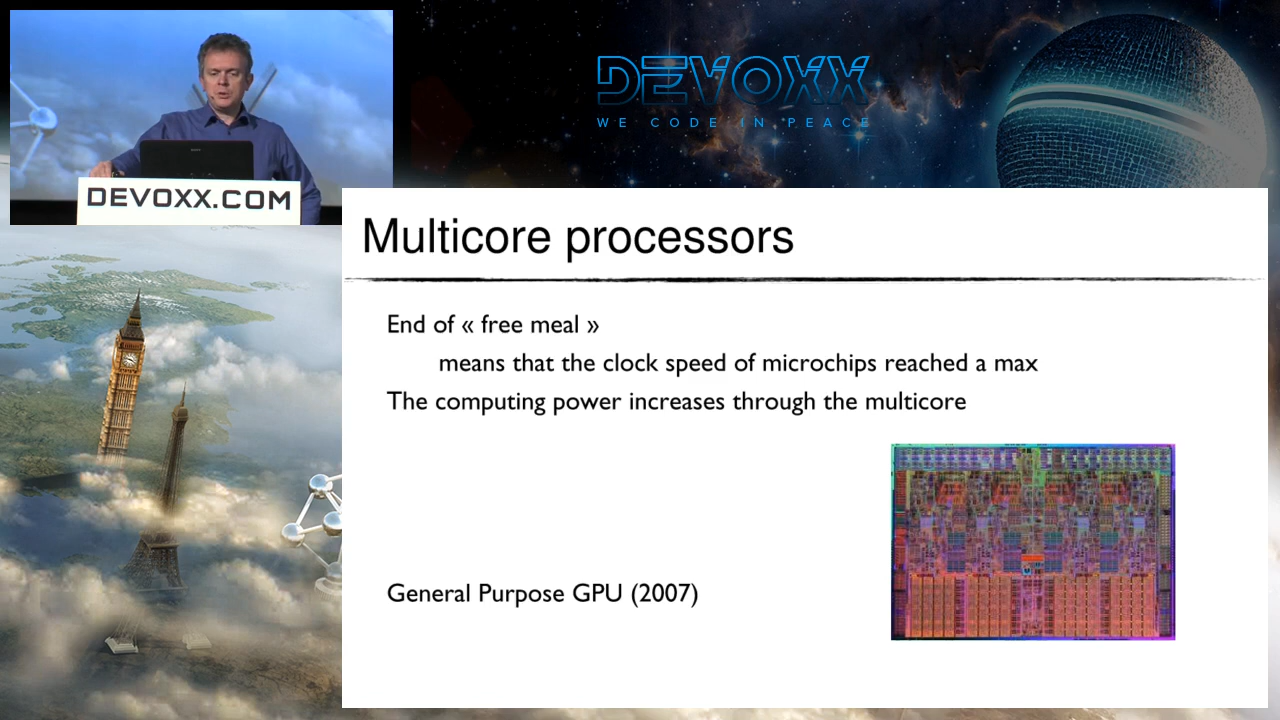 DEVOXX
WE CODE IN PEACE
DEVOXX.COM
Multicore processors
End of « free meal »
means that the clock speed of microchips reached a max
The computing power increases through the multicore
General Purpose GPU (2007)